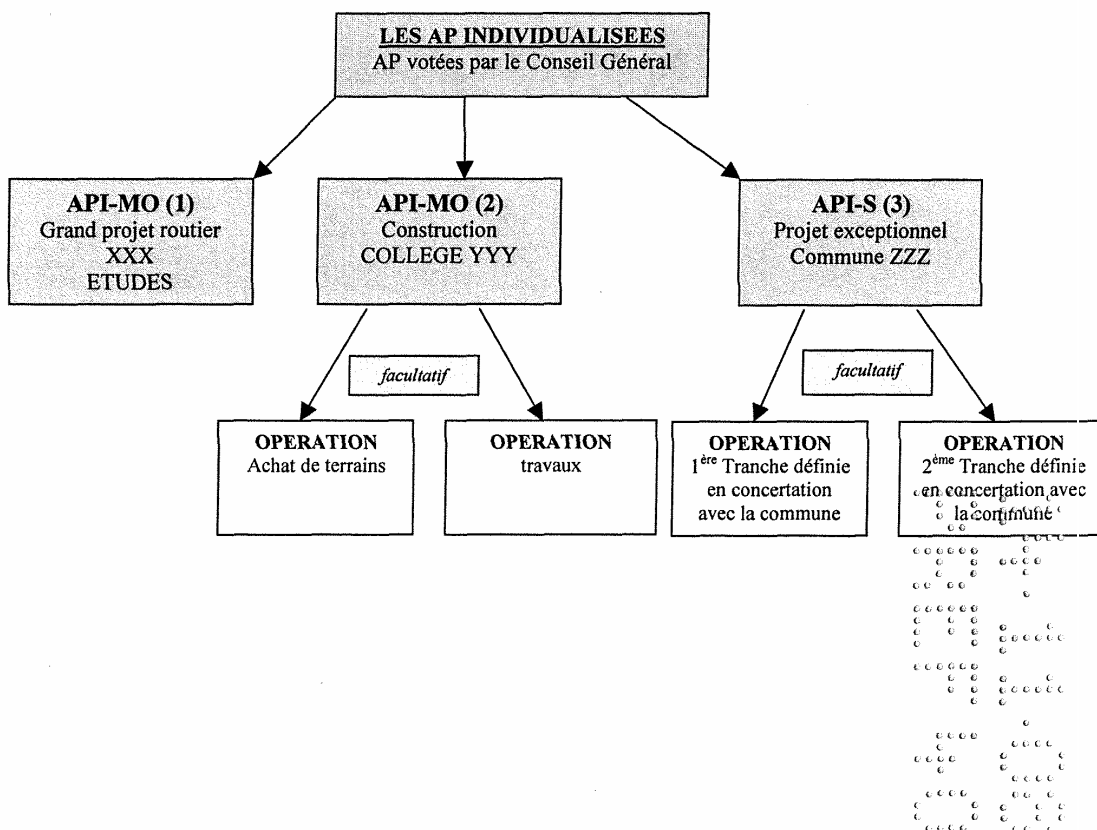 LES AP INDIVIDUALISEES
AP votées par le Conseil Général
API-MO (1)
Grand projet routier
XXX
ETUDES
API-MO (2)
Construction
COLLEGE YYY
API-S (3)
Projet exceptionnel
Commune ZZZ
facultatif
facultatif
OPERATION
Achat de terrains
OPERATION
travaux
OPERATION
1ère Tranche définie
en concertation
avec la commune
OPERATION
2ème Tranche définie
en concertation avec
la commune